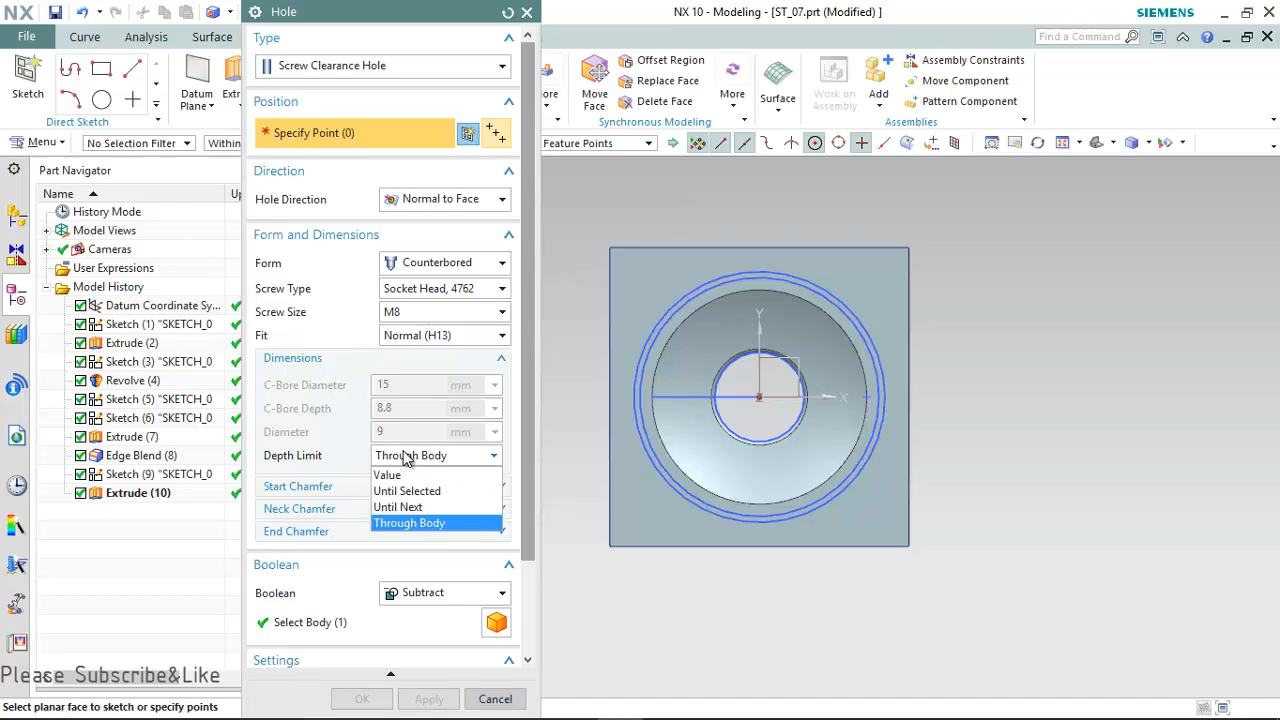 NX
Window
NX 10 - Modeling - [ST_07.prt (Modified) ]
SIEMENS
File
Curve
Analysis
Surface
Find a Command
Sketch
Direct Sketch
Datum
Plane
Extr
ore
Move
Face
Offset Region
Replace Face
Delete Face
More
Synchronous Modeling
Surface
Work on
Assembly
Add
Assembly Constraints
Move Component
Pattern Component
Assemblies
Menu
No Selection Filter
Within
Feature Points
Part Navigator
Name
Up
History Mode
Model Views
Cameras
User Expressions
Model History
Datum Coordinate Sy...
Sketch (1) "SKETCH_0
Extrude (2)
Sketch (3) "SKETCH_0
Revolve (4)
Sketch (5) "SKETCH_0
Sketch (6) "SKETCH_0
Extrude (7)
Edge Blend (8)
Sketch (9) "SKETCH_0
Extrude (10)
Hole
Type
Screw Clearance Hole
Position
* Specify Point (0)
Direction
Hole Direction
Normal to Face
Form and Dimensions
Form
Counterbored
Screw Type
Socket Head, 4762
Screw Size
M8
Fit
Normal (H13)
Dimensions
C-Bore Diameter
15
mm
C-Bore Depth
8.8
mm
Diameter
9
mm
Depth Limit
Through Body
Value
Until Selected
Until Next
Through Body
Start Chamfer
Neck Chamfer
End Chamfer
Boolean
Boolean
Subtract
Select Body (1)
Settings
OK
Apply
Cancel
Y
X
Please Subscribe&Like
Select planar face to sketch or specify points